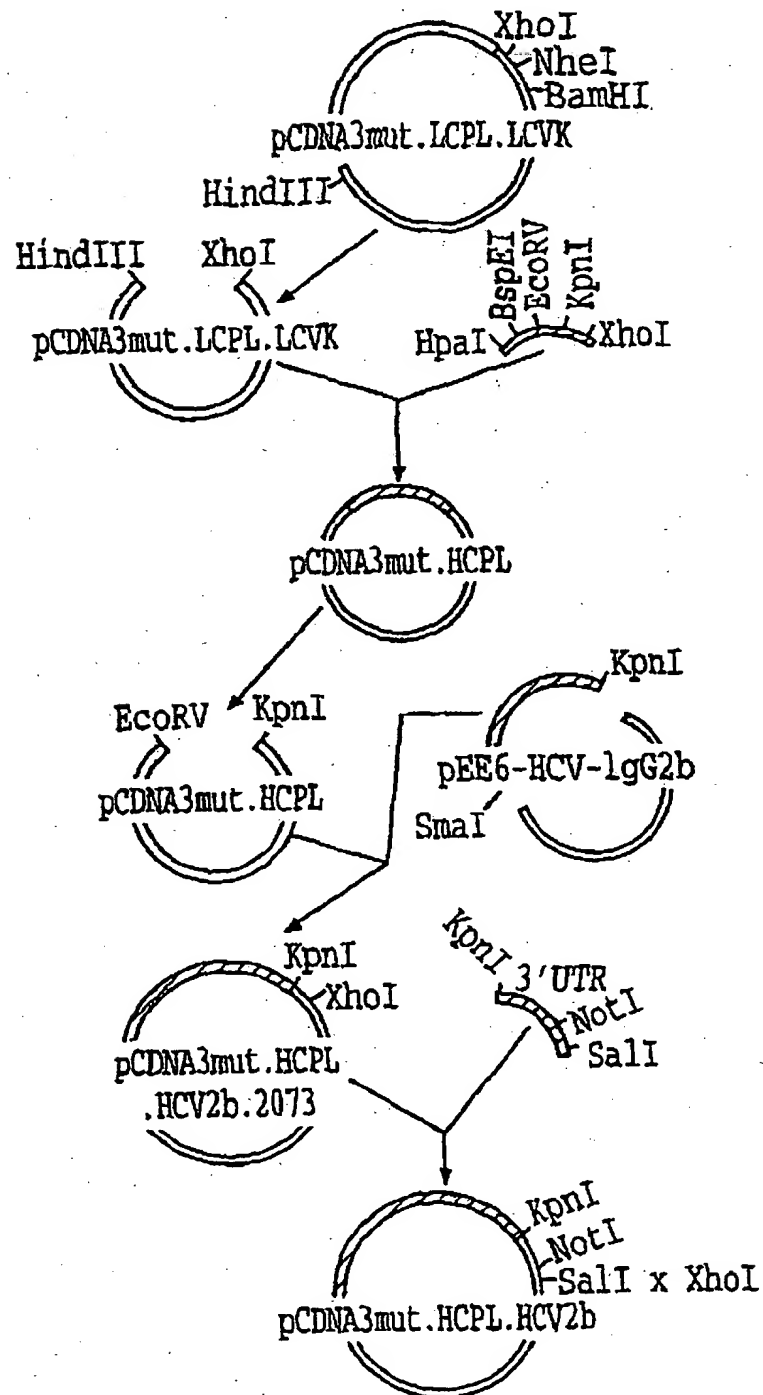 XhoI
NheI
BamHI
pCDNA3mut.LCPL.LCVK
HindIII
HindIII
XhoI
pCDNA3mut.LCPL.LCVK
HpaI
BspEI
EcoRV
KpnI
XhoI
pCDNA3mut.HCPL
EcoRV
KpnI
pCDNA3mut.HCPL
KpnI
pEE6-HCV-lgG2b
SmaI
KpnI
XhoI
pCDNA3mut.HCPL
.HCV2b.2073
KpnI
3'UTR
NotI
SalI
KpnI
NotI
SalI x XhoI
pCDNA3mut.HCPL.HCV2b